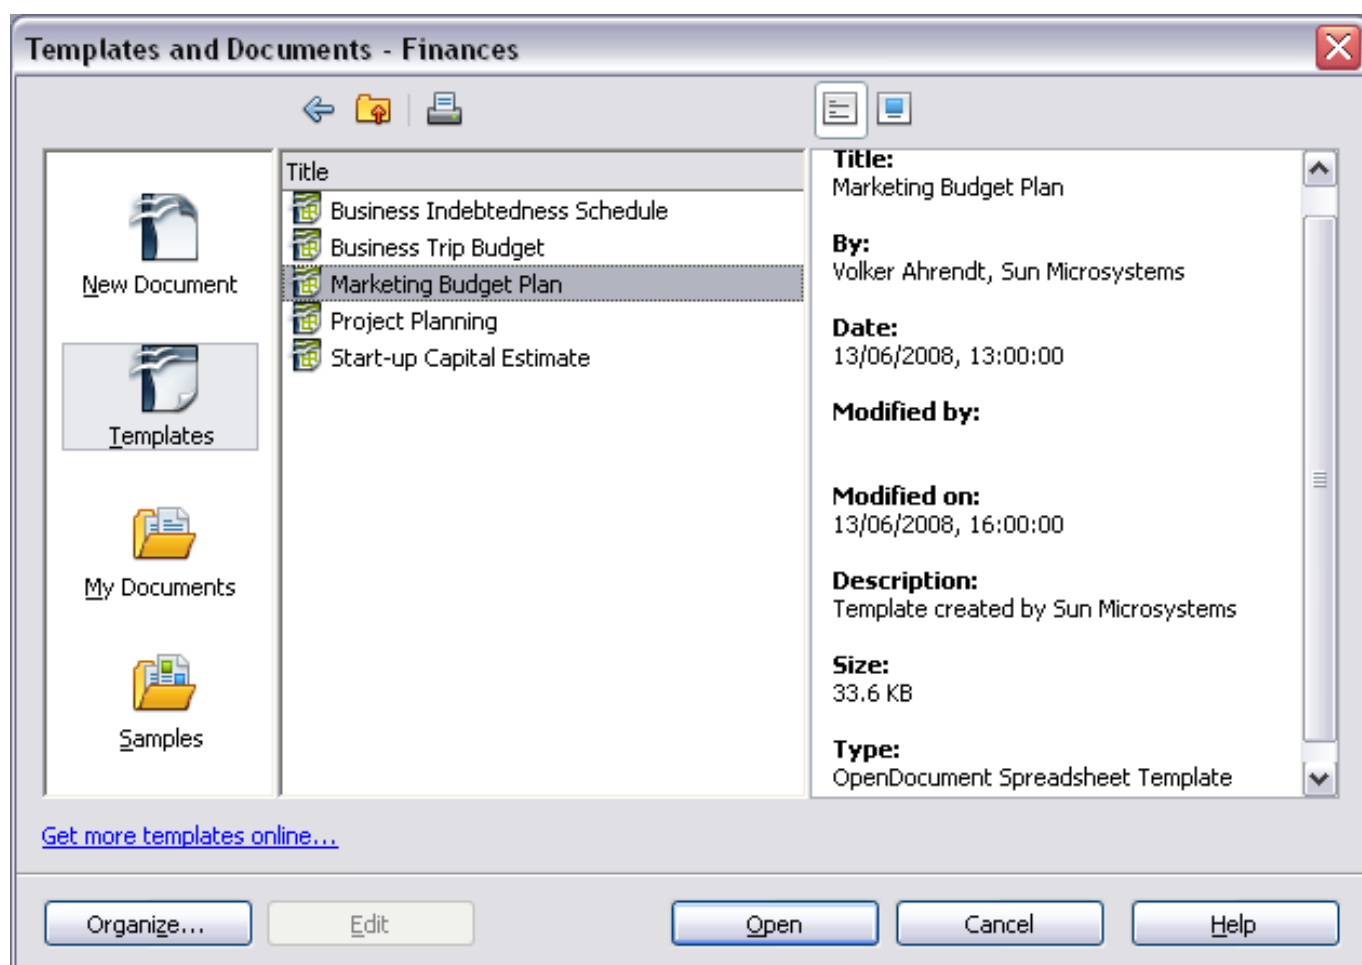 Templates and Documents - Finances
New Document
Templates
My Documents
Samples
Title
Business Indebtedness Schedule
Business Trip Budget
Marketing Budget Plan
Project Planning
Start-up Capital Estimate
Title:
Marketing Budget Plan
By:
Volker Ahrendt, Sun Microsystems
Date:
13/06/2008, 13:00:00
Modified by:
Modified on:
13/06/2008, 16:00:00
Description:
Template created by Sun Microsystems
Size:
33.6 KB
Type:
OpenDocument Spreadsheet Template
Get more templates online...
Organize...
Edit
Open
Cancel
Help